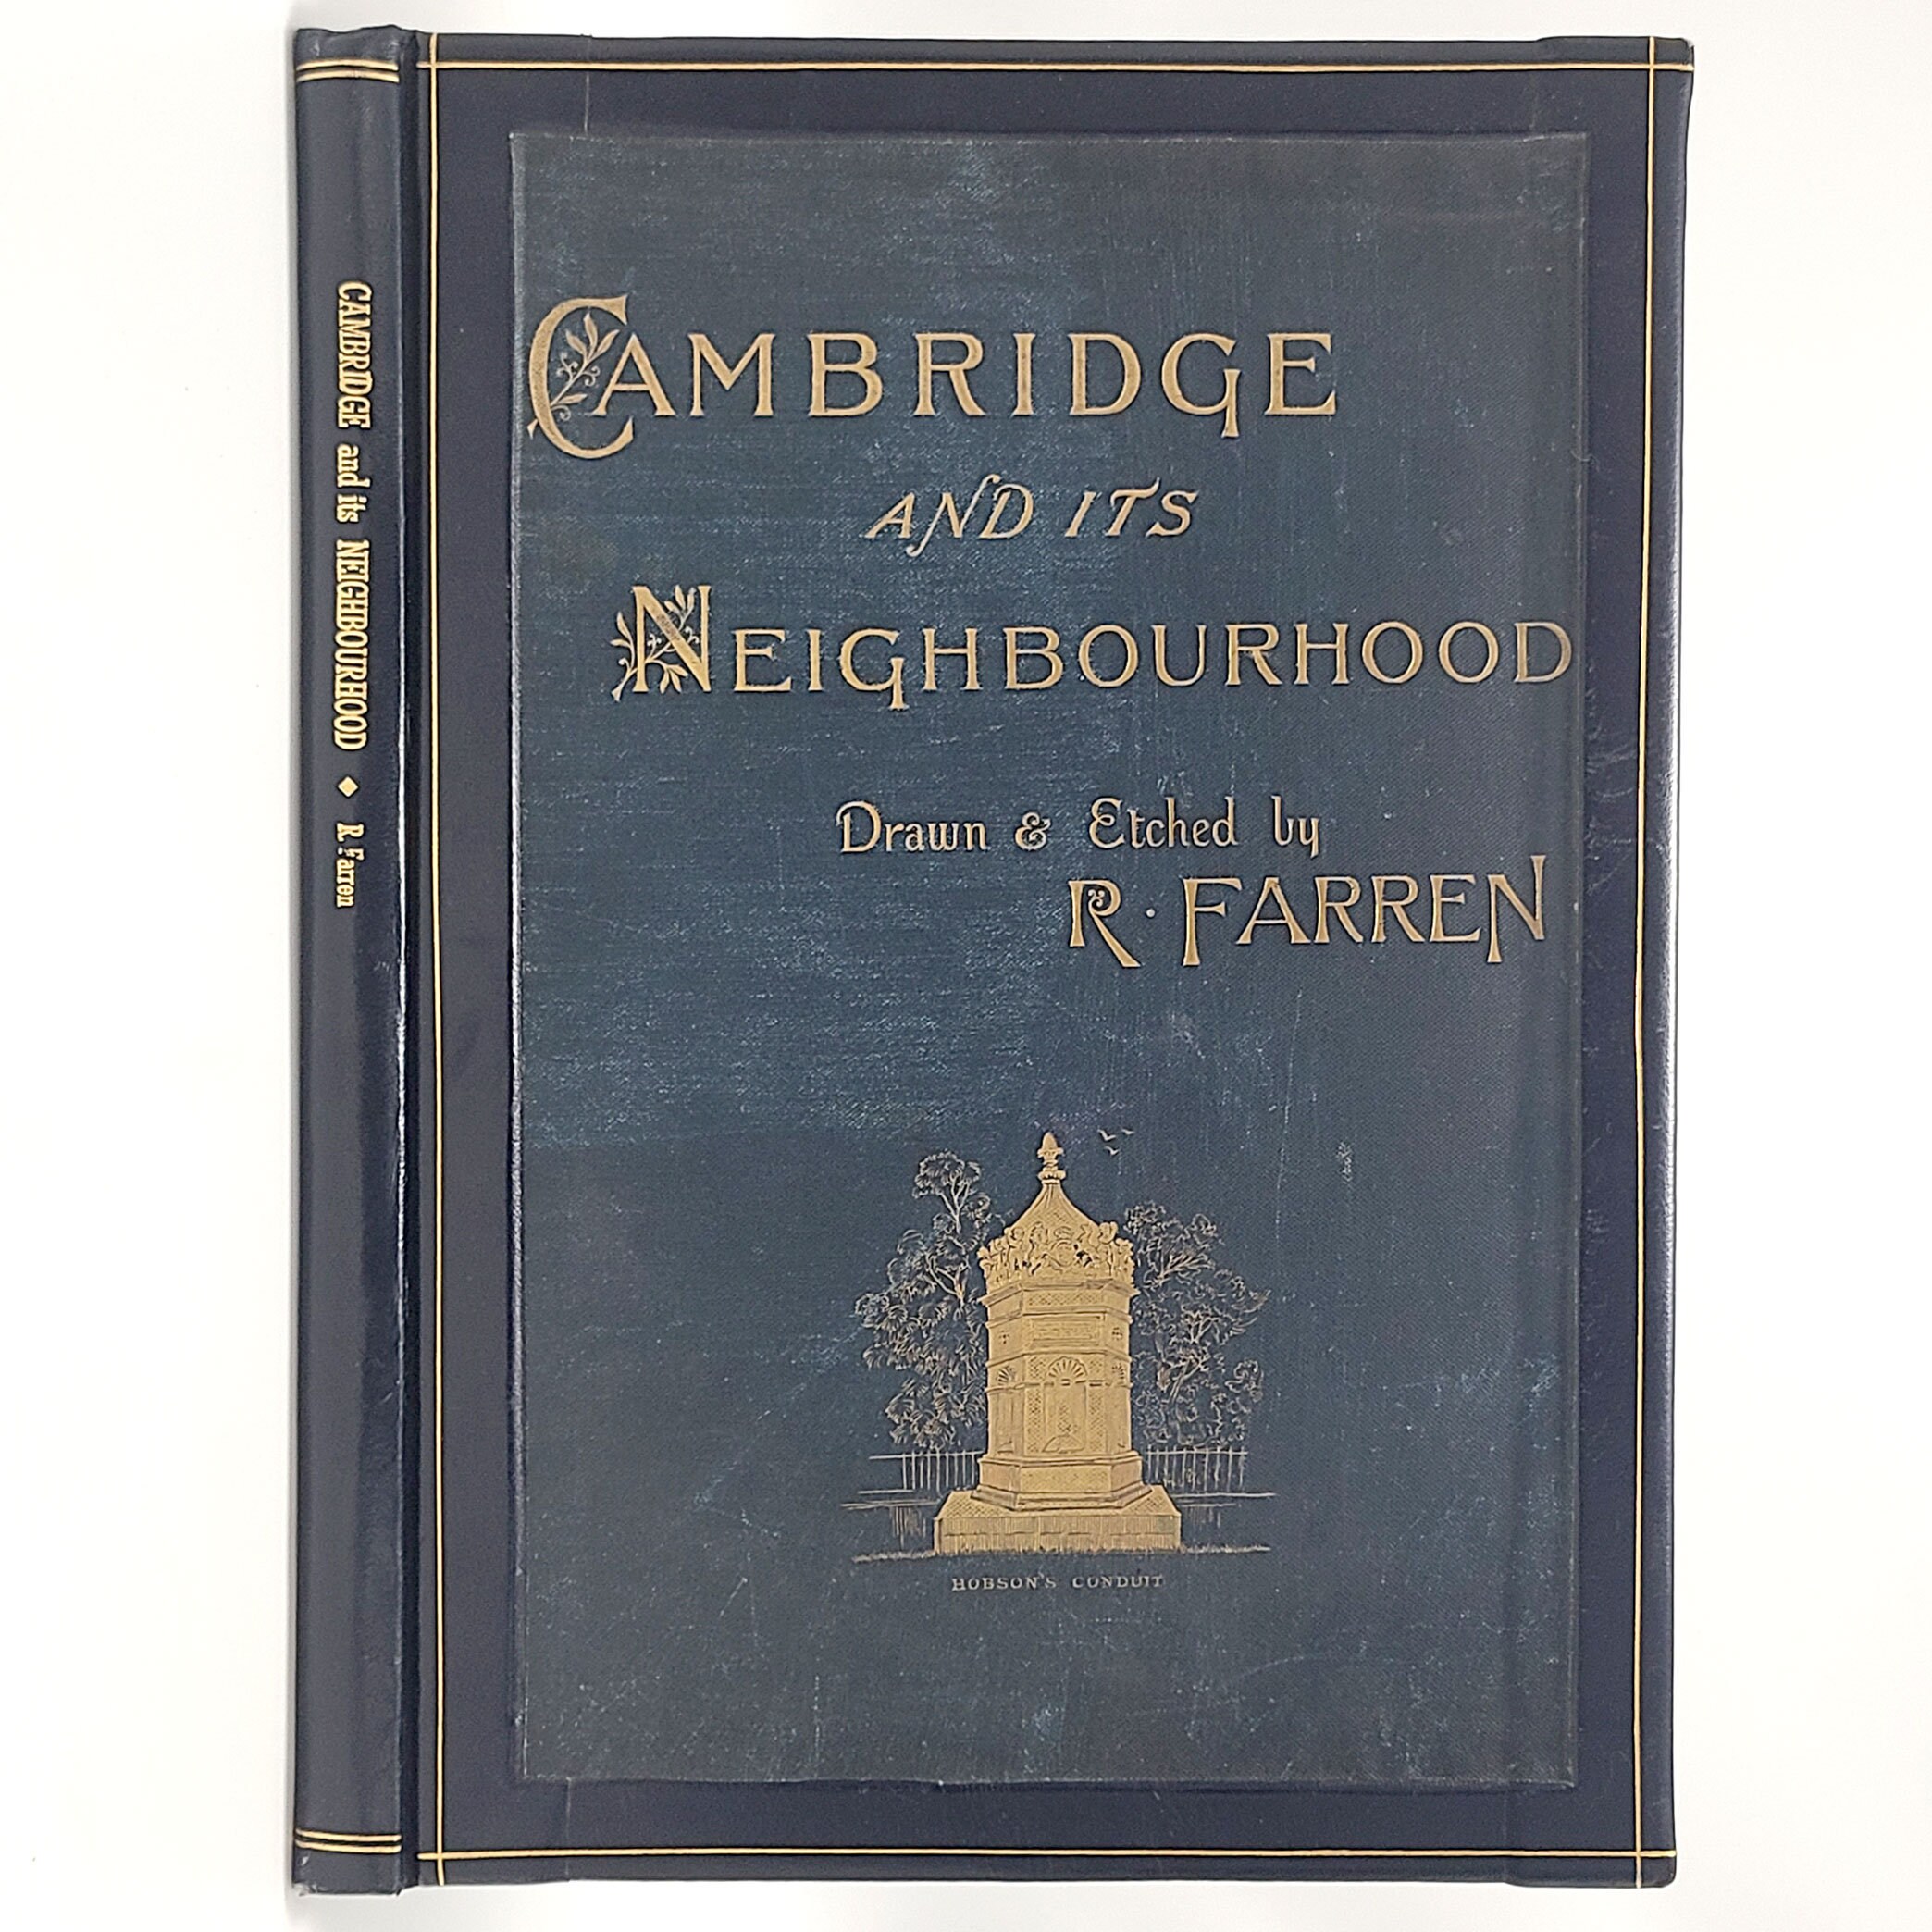 CAMBRIDGE and its NEIGHBOURHOOD ◆ R. Farren
CAMBRIDGE
AND ITS
NEIGHBOURHOOD
Drawn & Etched by
R. FARREN
HOBSON'S CONDUIT